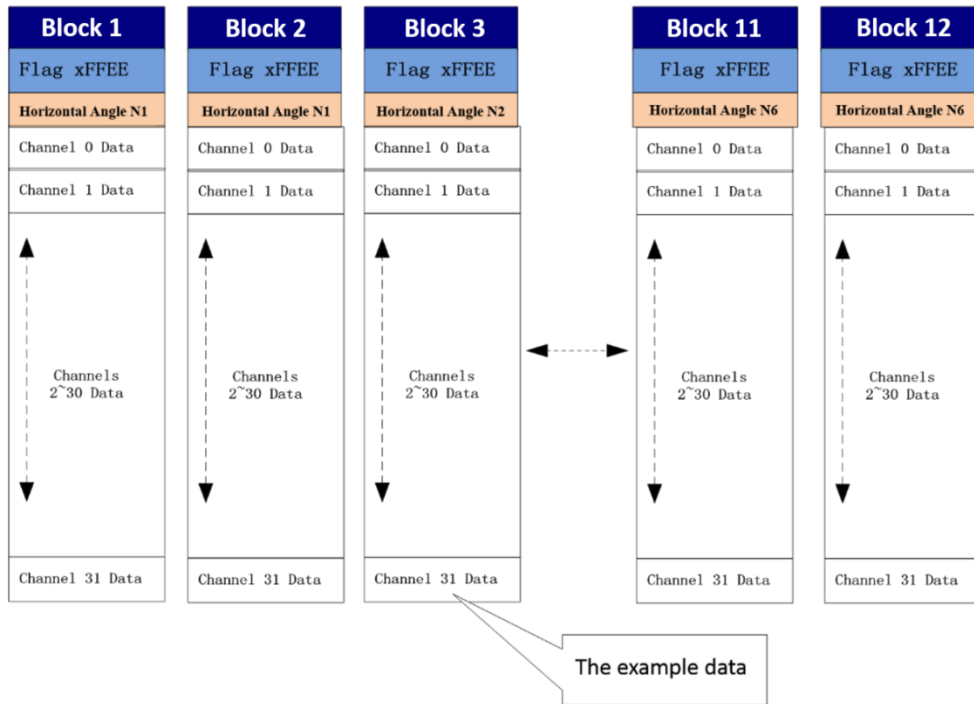 Block 1
Flag xFFEE
Horizontal Angle N1
Channel 0 Data
Channel 1 Data
Channels
2~30 Data
Channel 31 Data
Block 2
Flag xFFEE
Horizontal Angle N1
Channel 0 Data
Channel 1 Data
Channels
2~30 Data
Channel 31 Data
Block 3
Flag xFFEE
Horizontal Angle N2
Channel 0 Data
Channel 1 Data
Channels
2~30 Data
Channel 31 Data
Block 11
Flag xFFEE
Horizontal Angle N6
Channel 0 Data
Channel 1 Data
Channels
2~30 Data
Channel 31 Data
Block 12
Flag xFFEE
Horizontal Angle N6
Channel 0 Data
Channel 1 Data
Channels
2~30 Data
Channel 31 Data
The example data